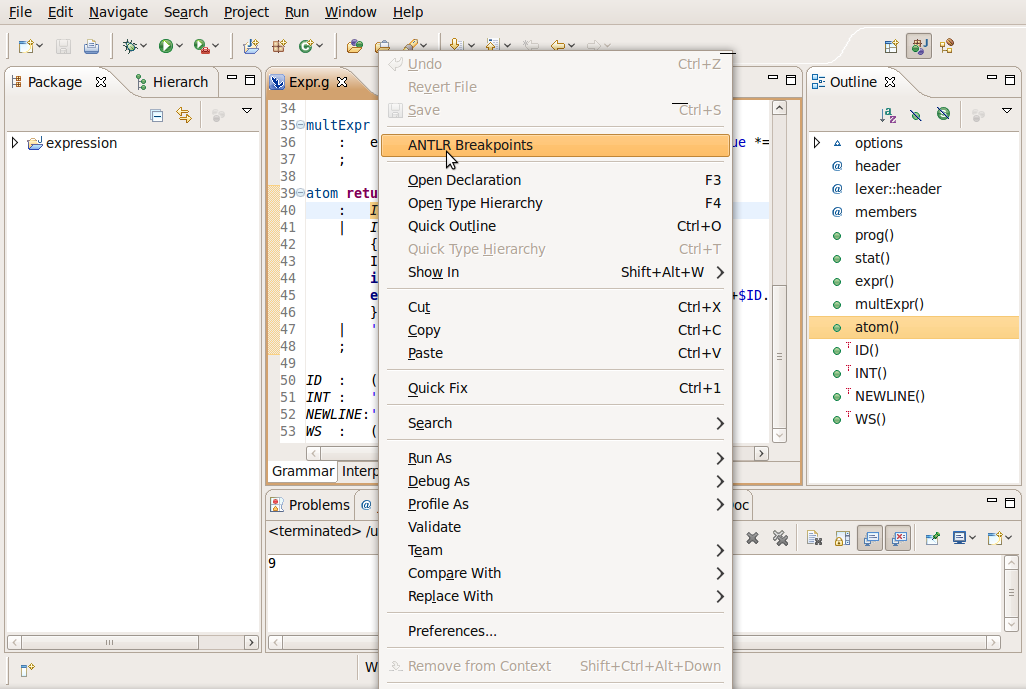 File Edit Navigate Search Project Run Window Help
Package Hierarch
expression
Expr.g
34
35 multExpr
36 : e ue *=
37 ;
38
39 atom retu
40 : I
41 | I
42 {
43 I
44 i
45 e +$ID.
46 }
47 | '
48 ;
49
50 ID : (
51 INT : '
52 NEWLINE:'
53 WS : (
Grammar Interp
Undo Ctrl+Z
Revert File
Save Ctrl+S
ANTLR Breakpoints
Open Declaration F3
Open Type Hierarchy F4
Quick Outline Ctrl+O
Quick Type Hierarchy Ctrl+T
Show In Shift+Alt+W
Cut Ctrl+X
Copy Ctrl+C
Paste Ctrl+V
Quick Fix Ctrl+1
Search
Run As
Debug As
Profile As
Validate
Team
Compare With
Replace With
Preferences...
Remove from Context Shift+Ctrl+Alt+Down
Outline
options
header
lexer::header
members
prog()
stat()
expr()
multExpr()
atom()
ID()
INT()
NEWLINE()
WS()
Problems @ oc
<terminated> /u
9
W